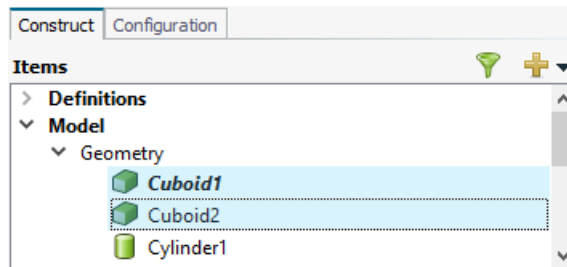 Construct Configuration
Items
Definitions
Model
Geometry
Cuboid1
Cuboid2
Cylinder1